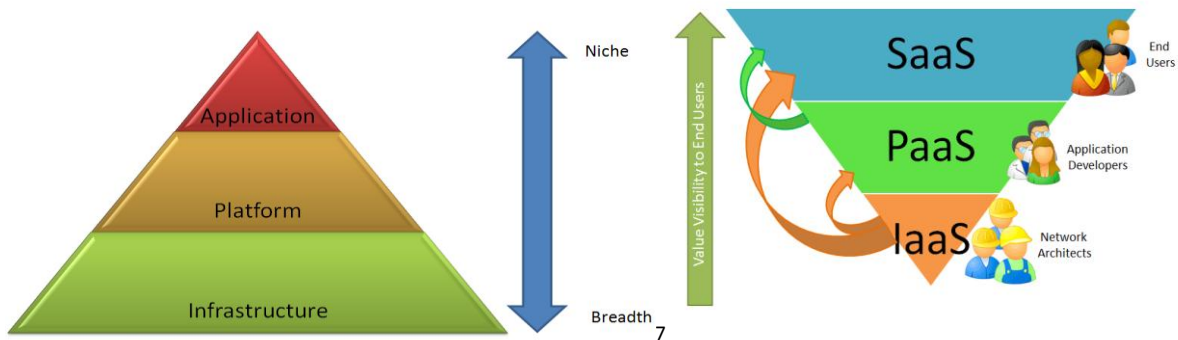 Application
Platform
Infrastructure
Niche
Breadth
7
Value Visibility to End Users
SaaS
End
Users
PaaS
Application
Developers
IaaS
Network
Architects